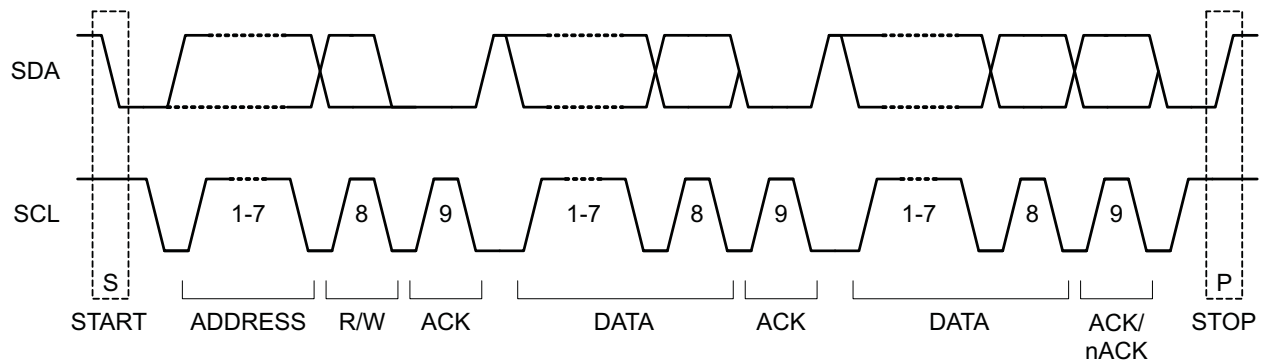 SDA
SCL
1-7
8
9
1-7
8
9
1-7
8
9
S
P
START
ADDRESS
R/W
ACK
DATA
ACK
DATA
ACK/
nACK
STOP